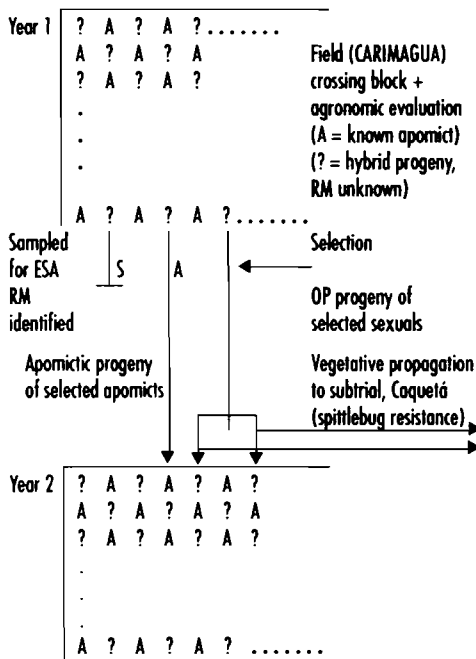 Year 1
? A ? A ? .......
A ? A ? A
? A ? A ?
.
.
.
.
A ? A ? A ? .......
Field (CARIMAGUA)
crossing block +
agronomic evaluation
(A = known apomict)
(? = hybrid progeny,
RM unknown)
Sampled
for ESA
RM
identified
S
A
Selection
OP progeny of
selected sexuals
Apomictic progeny
of selected apomicts
Vegetative propagation
to subtrial, Caquetá
(spittlebug resistance)
Year 2
? A ? A ? A ?
A ? A ? A ? A
? A ? A ? A ?
.
.
.
.
A ? A ? A ? .......